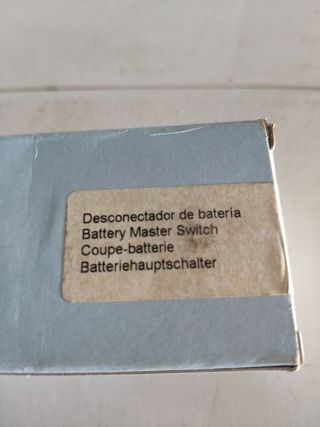 Desconectador de batería
Battery Master Switch
Coupe-batterie
Batteriehauptschalter